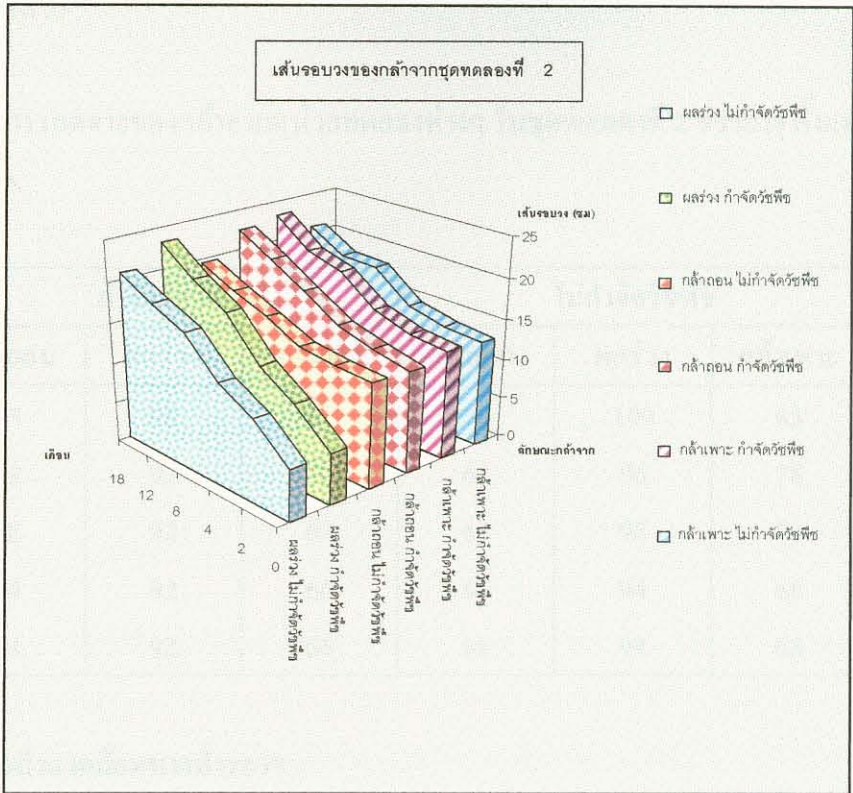 เส้นรอบวงของกล้าจากชุดทดลองที่ 2
ผลร่วง ไม่กำจัดวัชพืช
ผลร่วง กำจัดวัชพืช
กล้าถอน ไม่กำจัดวัชพืช
กล้าถอน กำจัดวัชพืช
กล้าเพาะ กำจัดวัชพืช
กล้าเพาะ ไม่กำจัดวัชพืช
เส้นรอบวง (ซม)
25
20
15
10
5
0
ลักษณะกล้าจาก
เดือน
18
12
8
4
2
0
ผลร่วง ไม่กำจัดวัชพืช
ผลร่วง กำจัดวัชพืช
กล้าถอน ไม่กำจัดวัชพืช
กล้าถอน กำจัดวัชพืช
กล้าเพาะ กำจัดวัชพืช
กล้าเพาะ ไม่กำจัดวัชพืช